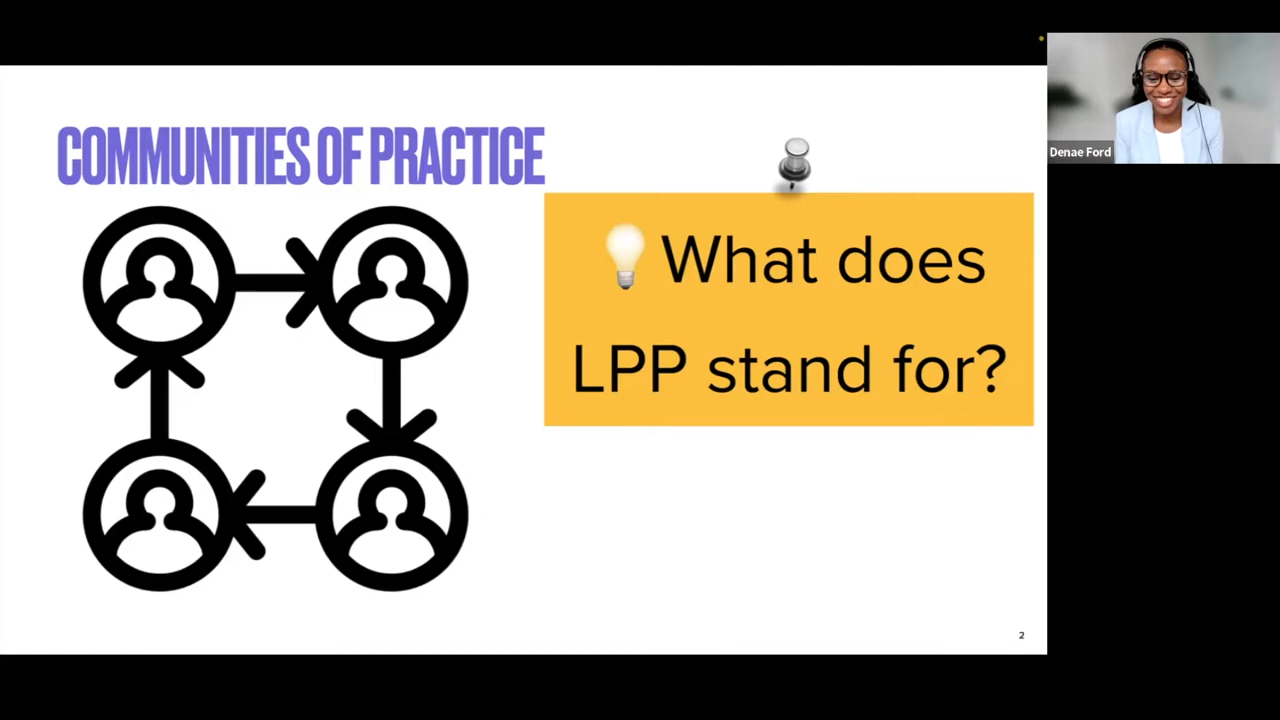 COMMUNITIES OF PRACTICE
What does
LPP stand for?
Denae Ford
2